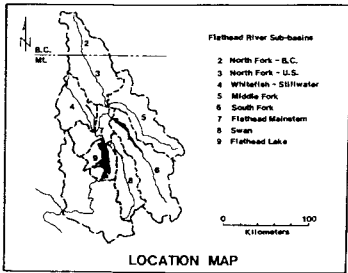 N
B.C.
Mt.
2
3
4
5
9
8
6
Flathead River Sub-basins
2 North Fork - B.C.
3 North Fork - U.S.
4 Whitefish - Stillwater
5 Middle Fork
6 South Fork
7 Flathead Mainstem
8 Swan
9 Flathead Lake
0 100
Kilometers
LOCATION MAP